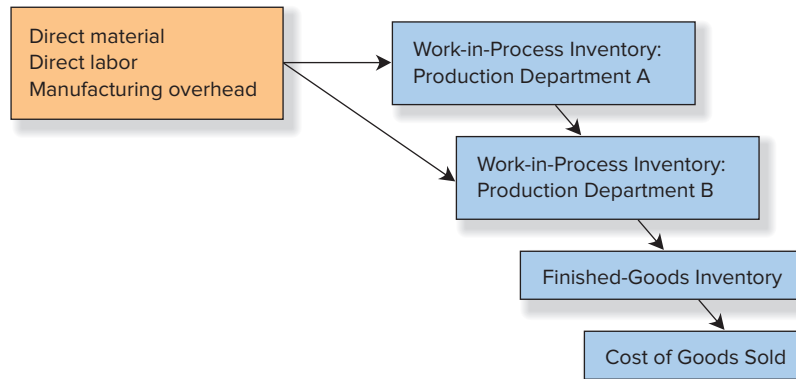 Direct material
Direct labor
Manufacturing overhead
Work-in-Process Inventory:
Production Department A
Work-in-Process Inventory:
Production Department B
Finished-Goods Inventory
Cost of Goods Sold